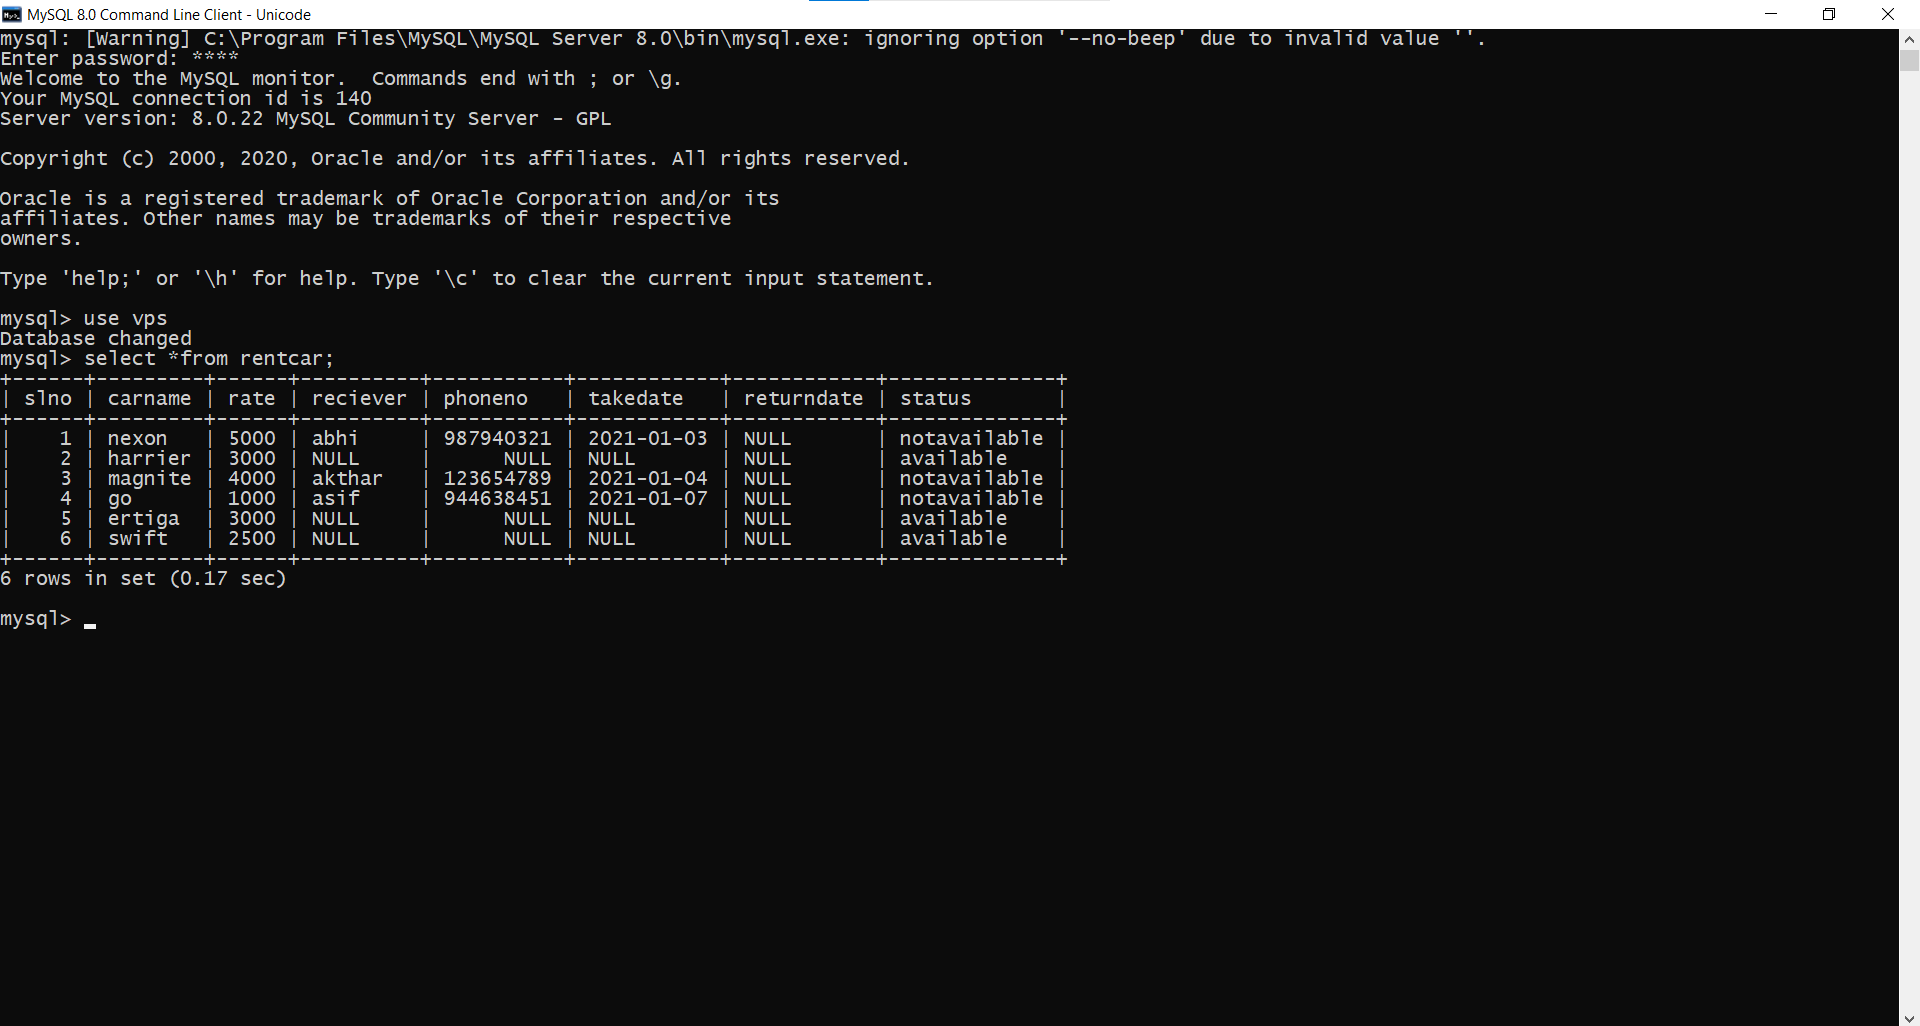 MySQL 8.0 Command Line Client - Unicode
mysql: [Warning] C:\Program Files\MySQL\MySQL Server 8.0\bin\mysql.exe: ignoring option '--no-beep' due to invalid value ''.
Enter password: ****
Welcome to the MySQL monitor.  Commands end with ; or \g.
Your MySQL connection id is 140
Server version: 8.0.22 MySQL Community Server - GPL
Copyright (c) 2000, 2020, Oracle and/or its affiliates. All rights reserved.
Oracle is a registered trademark of Oracle Corporation and/or its
affiliates. Other names may be trademarks of their respective
owners.
Type 'help;' or '\h' for help. Type '\c' to clear the current input statement.
mysql> use vps
Database changed
mysql> select *from rentcar;
+------+---------+------+----------+-----------+------------+------------+--------------+
| slno | carname | rate | reciever | phoneno   | takedate   | returndate | status       |
+------+---------+------+----------+-----------+------------+------------+--------------+
|    1 | nexon   | 5000 | abhi     | 987940321 | 2021-01-03 | NULL       | notavailable |
|    2 | harrier | 3000 | NULL     |      NULL | NULL       | NULL       | available    |
|    3 | magnite | 4000 | akthar   | 123654789 | 2021-01-04 | NULL       | notavailable |
|    4 | go      | 1000 | asif     | 944638451 | 2021-01-07 | NULL       | notavailable |
|    5 | ertiga  | 3000 | NULL     |      NULL | NULL       | NULL       | available    |
|    6 | swift   | 2500 | NULL     |      NULL | NULL       | NULL       | available    |
+------+---------+------+----------+-----------+------------+------------+--------------+
6 rows in set (0.17 sec)
mysql> _